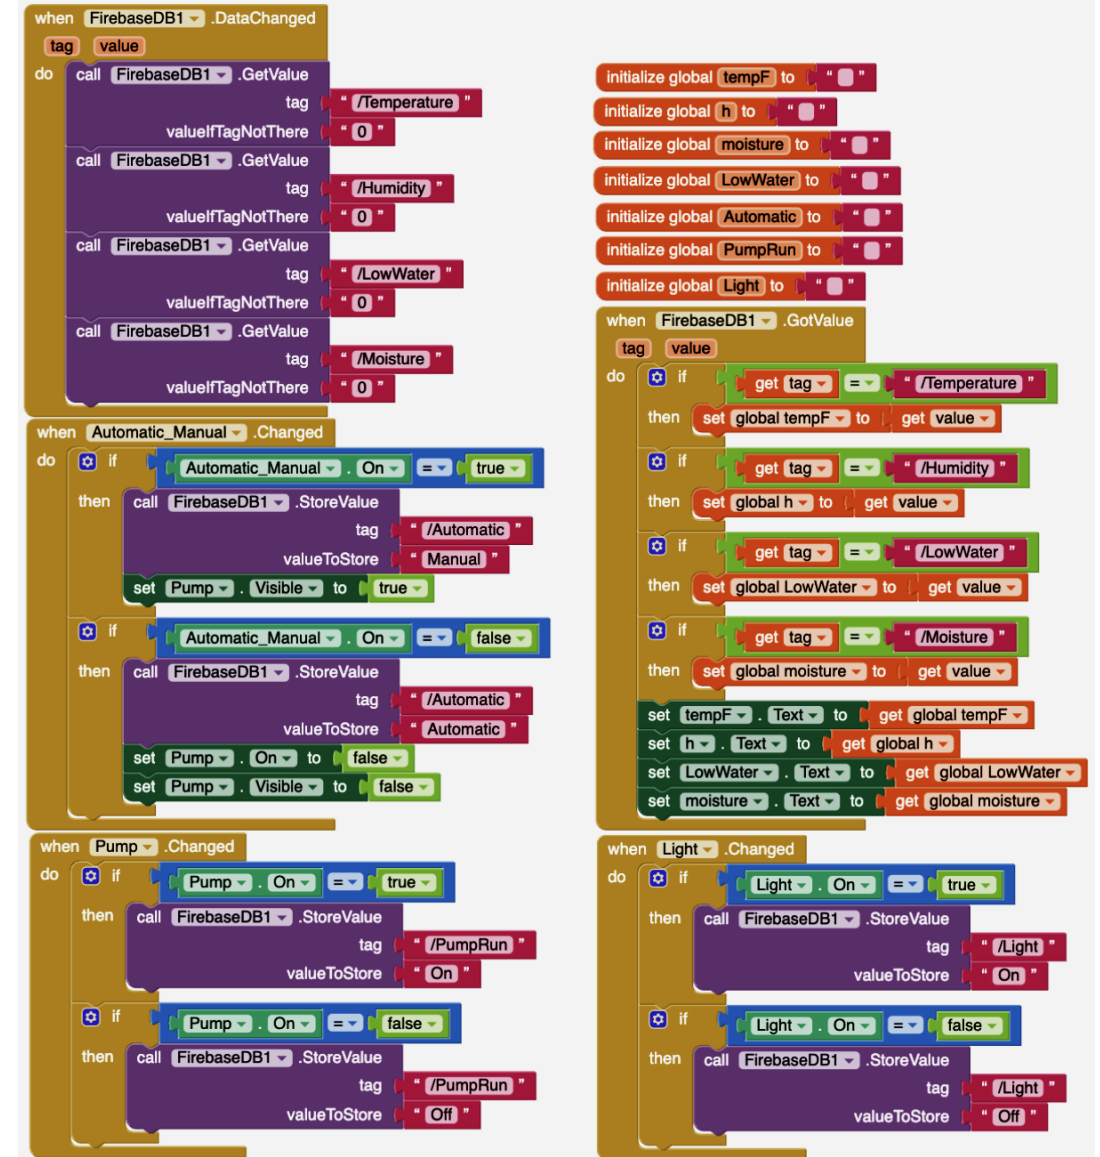 when FirebaseDB1 .DataChanged
tag value
do call FirebaseDB1 .GetValue
tag " /Temperature "
valueIfTagNotThere " 0 "
call FirebaseDB1 .GetValue
tag " /Humidity "
valueIfTagNotThere " 0 "
call FirebaseDB1 .GetValue
tag " /LowWater "
valueIfTagNotThere " 0 "
call FirebaseDB1 .GetValue
tag " /Moisture "
valueIfTagNotThere " 0 "
when Automatic_Manual .Changed
do if Automatic_Manual . On = true
then call FirebaseDB1 .StoreValue
tag " /Automatic "
valueToStore " Manual "
set Pump . Visible to true
if Automatic_Manual . On = false
then call FirebaseDB1 .StoreValue
tag " /Automatic "
valueToStore " Automatic "
set Pump . On to false
set Pump . Visible to false
when Pump .Changed
do if Pump . On = true
then call FirebaseDB1 .StoreValue
tag " /PumpRun "
valueToStore " On "
if Pump . On = false
then call FirebaseDB1 .StoreValue
tag " /PumpRun "
valueToStore " Off "
initialize global tempF to " "
initialize global h to " "
initialize global moisture to " "
initialize global LowWater to " "
initialize global Automatic to " "
initialize global PumpRun to " "
initialize global Light to " "
when FirebaseDB1 .GotValue
tag value
do if get tag = " /Temperature "
then set global tempF to get value
if get tag = " /Humidity "
then set global h to get value
if get tag = " /LowWater "
then set global LowWater to get value
if get tag = " /Moisture "
then set global moisture to get value
set tempF . Text to get global tempF
set h . Text to get global h
set LowWater . Text to get global LowWater
set moisture . Text to get global moisture
when Light .Changed
do if Light . On = true
then call FirebaseDB1 .StoreValue
tag " /Light "
valueToStore " On "
if Light . On = false
then call FirebaseDB1 .StoreValue
tag " /Light "
valueToStore " Off "